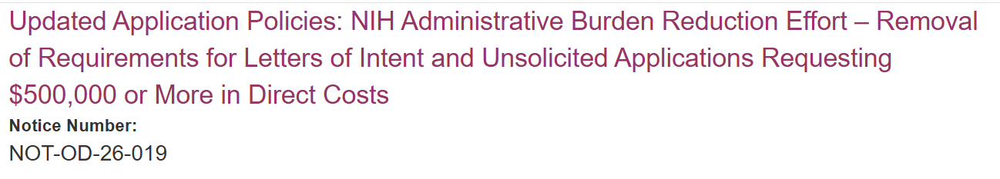 Updated Application Policies: NIH Administrative Burden Reduction Effort – Removal
of Requirements for Letters of Intent and Unsolicited Applications Requesting
$500,000 or More in Direct Costs
Notice Number:
NOT-OD-26-019